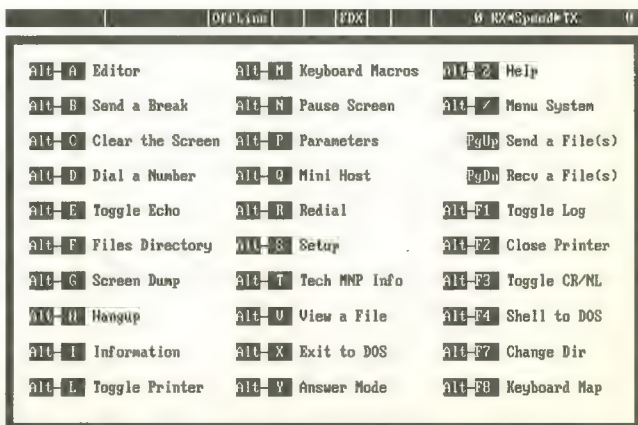 Offline FDX 0 RX◄Speed►TX 0
Alt-A Editor Alt-M Keyboard Macros Alt-Z Help
Alt-B Send a Break Alt-N Pause Screen Alt-/ Menu System
Alt-C Clear the Screen Alt-P Parameters PgUp Send a File(s)
Alt-D Dial a Number Alt-Q Mini Host PgDn Recv a File(s)
Alt-E Toggle Echo Alt-R Redial Alt-F1 Toggle Log
Alt-F Files Directory Alt-S Setup Alt-F2 Close Printer
Alt-G Screen Dump Alt-T Tech MNP Info Alt-F3 Toggle CR/NL
Alt-H Hangup Alt-V View a File Alt-F4 Shell to DOS
Alt-I Information Alt-X Exit to DOS Alt-F7 Change Dir
Alt-L Toggle Printer Alt-Y Answer Mode Alt-F8 Keyboard Map